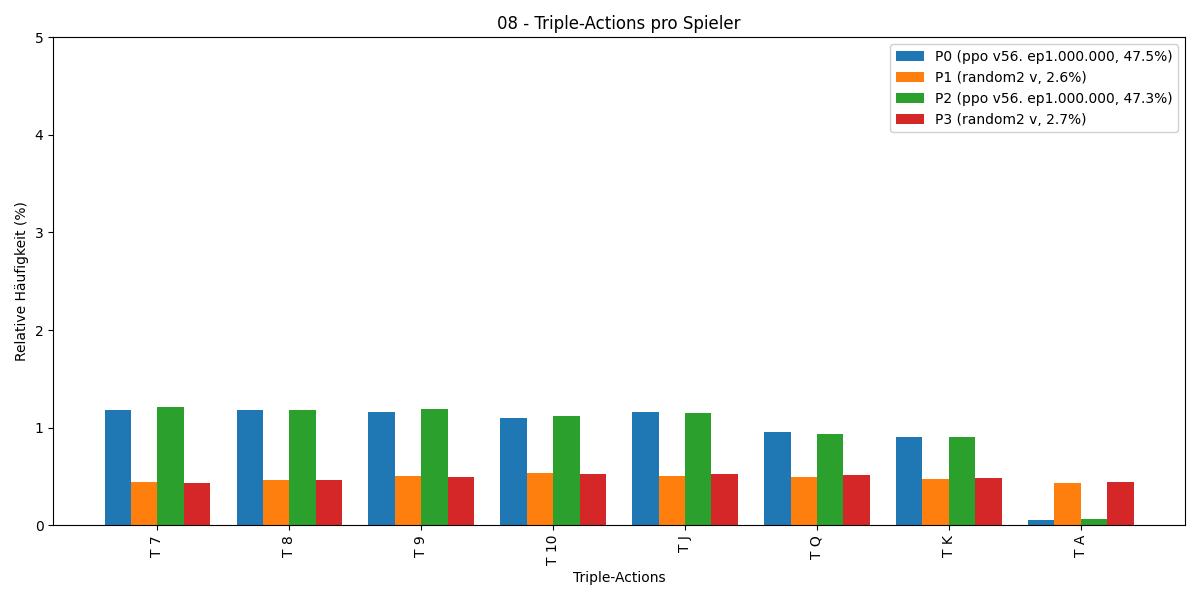 08 - Triple-Actions pro Spieler
P0 (ppo v56. ep1.000.000, 47.5%)
P1 (random2 v, 2.6%)
P2 (ppo v56. ep1.000.000, 47.3%)
P3 (random2 v, 2.7%)
Relative Häufigkeit (%)
5
4
3
2
1
0
T 7
T 8
T 9
T 10
T J
T Q
T K
T A
Triple-Actions